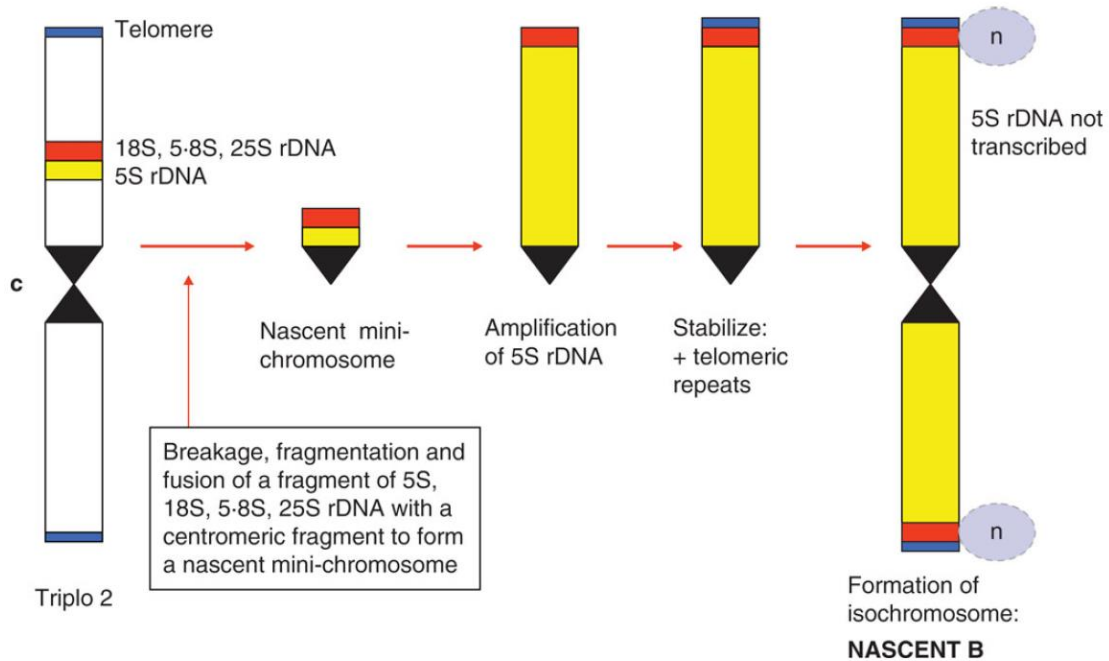 Telomere
18S, 5·8S, 25S rDNA
5S rDNA
c
Triplo 2
Breakage, fragmentation and
fusion of a fragment of 5S,
18S, 5·8S, 25S rDNA with a
centromeric fragment to form
a nascent mini-chromosome
Nascent mini-
chromosome
Amplification
of 5S rDNA
Stabilize:
+ telomeric
repeats
n
5S rDNA not
transcribed
n
Formation of
isochromosome:
NASCENT B